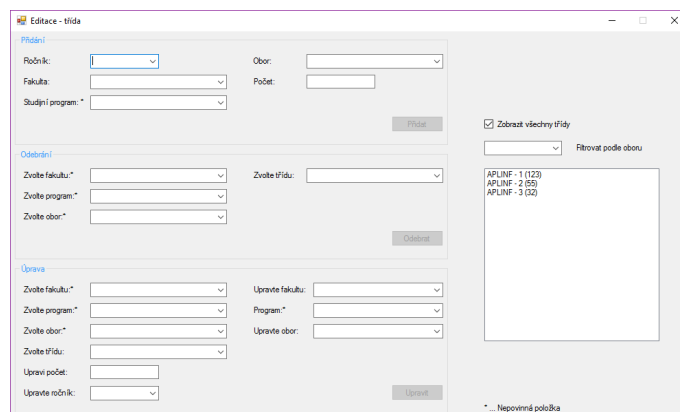 Editace - třída
Přidání
Ročník:
Obor:
Fakulta:
Počet:
Studijní program: *
Přidat
Zobrazit všechny třídy
Filtrovat podle oboru
Odebrání
Zvolte fakultu:*
Zvolte třídu:
Zvolte program:*
Zvolte obor:*
Odebrat
APLINF - 1 (123)
APLINF - 2 (55)
APLINF - 3 (32)
Úprava
Zvolte fakultu:*
Upravte fakultu:
Zvolte program:*
Program:*
Zvolte obor:*
Upravte obor:
Zvolte třídu:
Upravi počet:
Upravte ročník:
Upravit
* ... Nepovinná položka